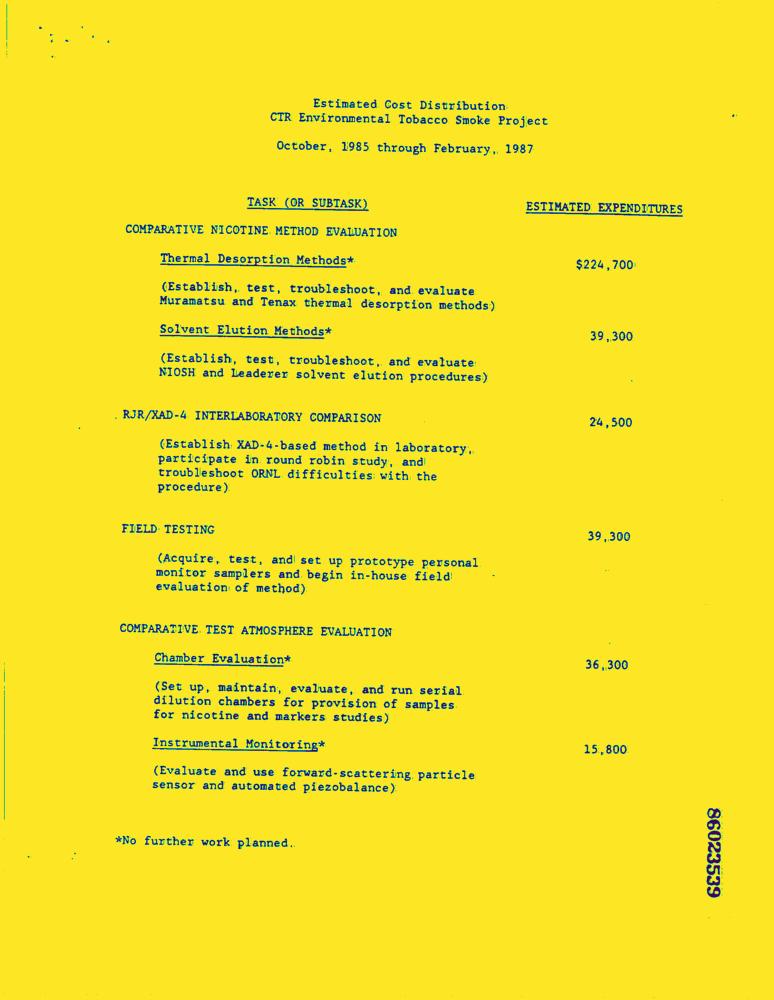 Estimated Cost Distribution
CTR Environmental Tobacco Smoke Project
October, 1985 through February, 1987
TASK (OR SUBTASK)
ESTIMATED EXPENDITURES
COMPARATIVE NICOTINE METHOD EVALUATION
Thermal Desorption Methods*
$224,700
(Establish, test, troubleshoot, and evaluate
Muramatsu and Tenax thermal desorption methods)
Solvent Elution Methods*
39,300
(Establish, test, troubleshoot, and evaluate
NIOSH and Leaderer solvent elution procedures)
RJR/XAD-4 INTERLABORATORY COMPARISON
24,500
(Establish XAD-4-based method in laboratory,
participate in round robin study, and
troubleshoot ORNL difficulties with the
procedure)
FIELD TESTING
39,300
(Acquire, test, and set up prototype personal
monitor samplers and begin in-house field
evaluation of method)
COMPARATIVE TEST ATMOSPHERE EVALUATION
Chamber Evaluation*
36,300
(Set up, maintain, evaluate, and run serial
dilution chambers for provision of samples
for nicotine and markers studies)
Instrumental Monitoring*
15,800
(Evaluate and use forward-scattering particle
sensor and automated piezobalance)
*No further work planned.
86023539